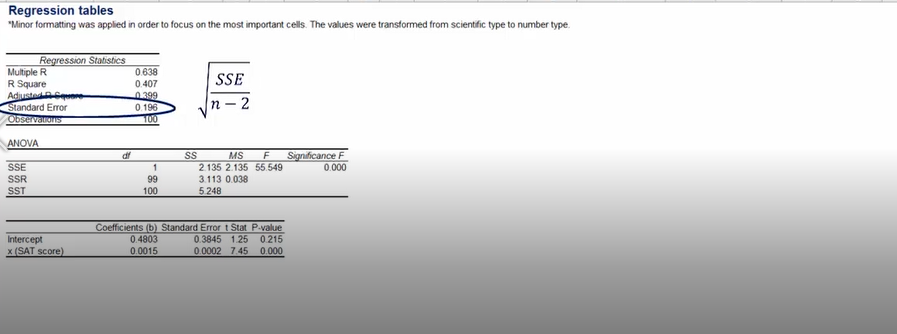 Regression tables
*Minor formatting was applied in order to focus on the most important cells. The values were transformed from scientific type to number type.
Regression Statistics
Multiple R 0.638
R Square 0.407
Adjusted R Square 0.399
Standard Error 0.196
Observations 100
√(SSE / n − 2)
ANOVA
df SS MS F Significance F
SSE 1 2.135 2.135 55.549 0.000
SSR 99 3.113 0.038
SST 100 5.248
Coefficients (b) Standard Error t Stat P-value
Intercept 0.4803 0.3845 1.25 0.215
x (SAT score) 0.0015 0.0002 7.45 0.000